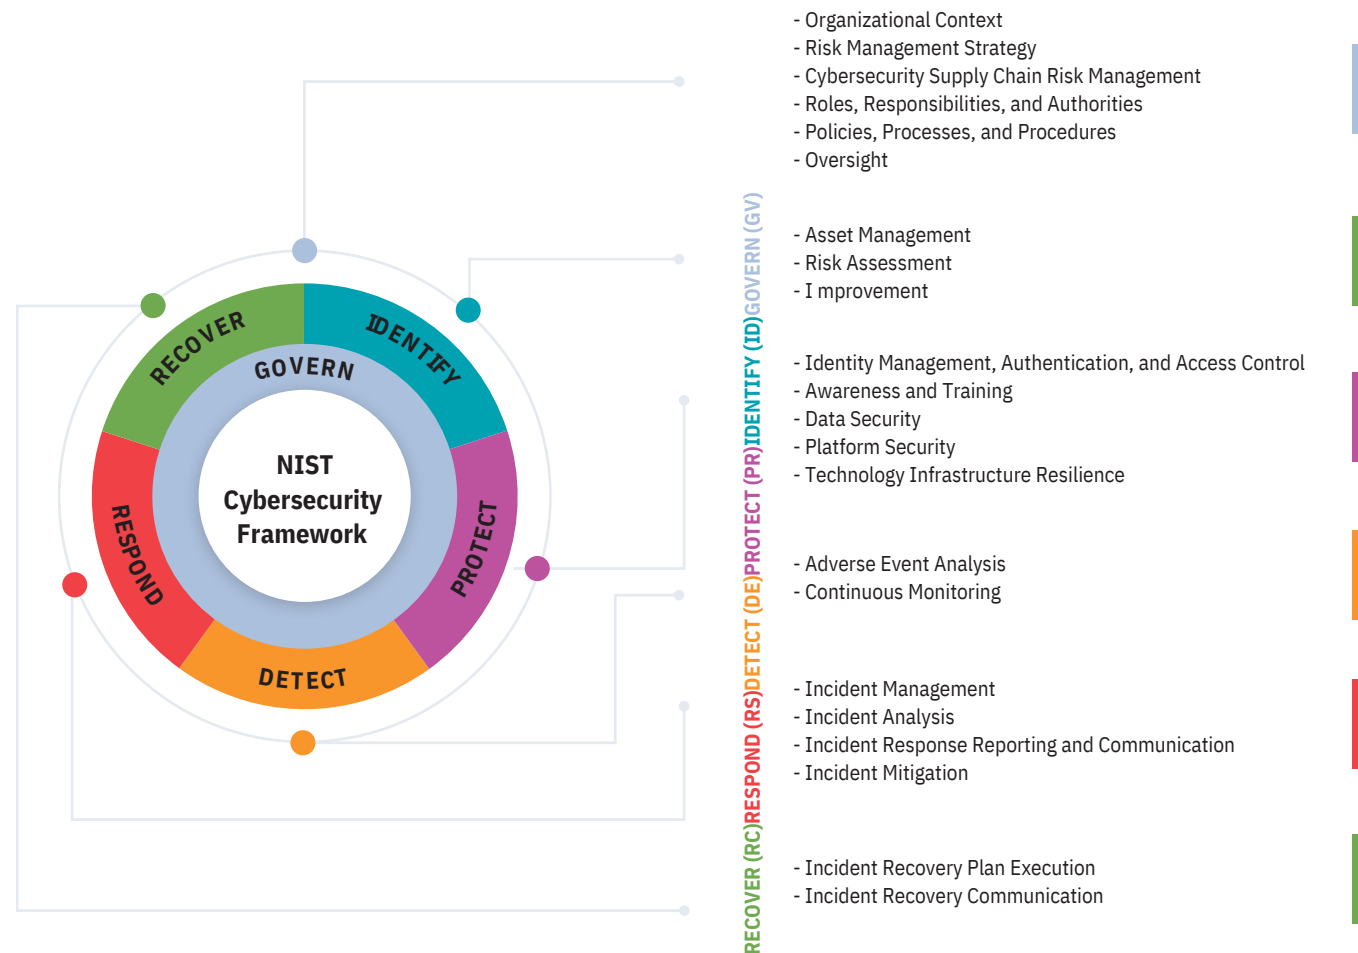 - Organizational Context
- Risk Management Strategy
- Cybersecurity Supply Chain Risk Management
- Roles, Responsibilities, and Authorities
- Policies, Processes, and Procedures
- Oversight
GOVERN (GV)
- Asset Management
- Risk Assessment
- I mprovement
IDENTIFY (ID)
- Identity Management, Authentication, and Access Control
- Awareness and Training
- Data Security
- Platform Security
- Technology Infrastructure Resilience
PROTECT (PR)
- Adverse Event Analysis
- Continuous Monitoring
DETECT (DE)
- Incident Management
- Incident Analysis
- Incident Response Reporting and Communication
- Incident Mitigation
RESPOND (RS)
- Incident Recovery Plan Execution
- Incident Recovery Communication
RECOVER (RC)
RECOVER
IDENTIFY
GOVERN
NIST
Cybersecurity
Framework
RESPOND
PROTECT
DETECT